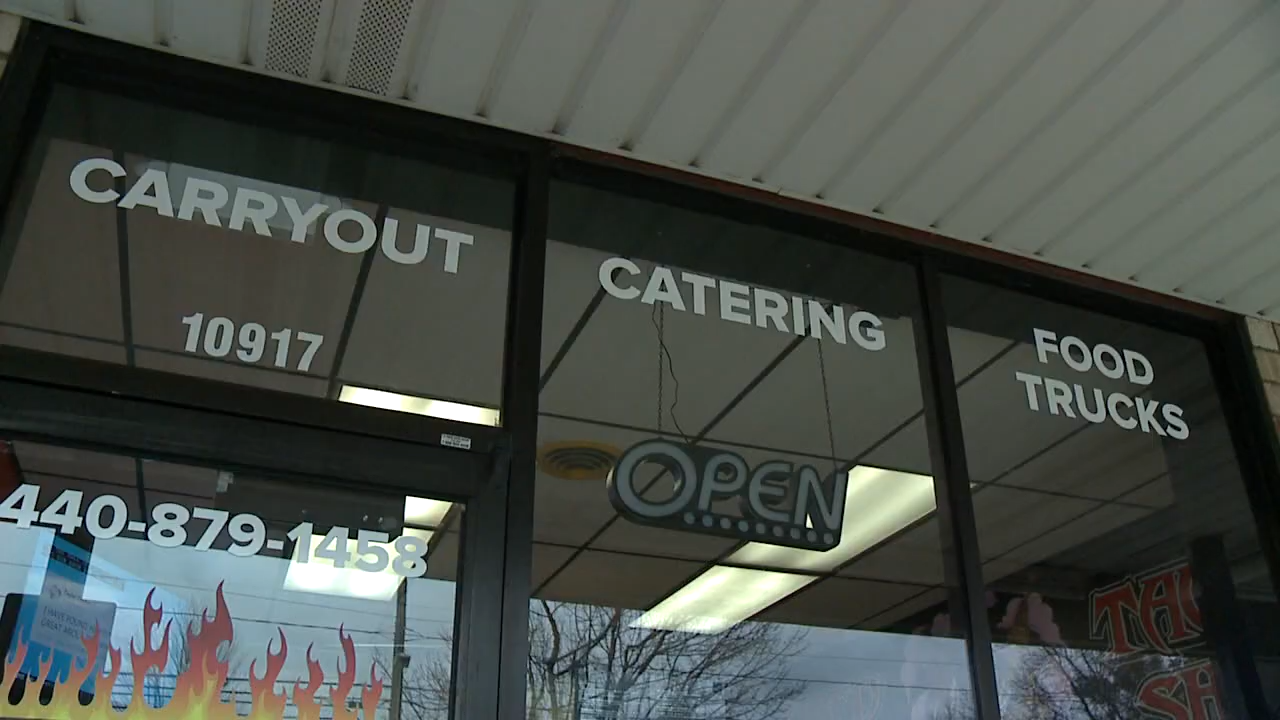 CARRYOUT
CATERING
FOOD
TRUCKS
10917
OPEN
440-879-1458